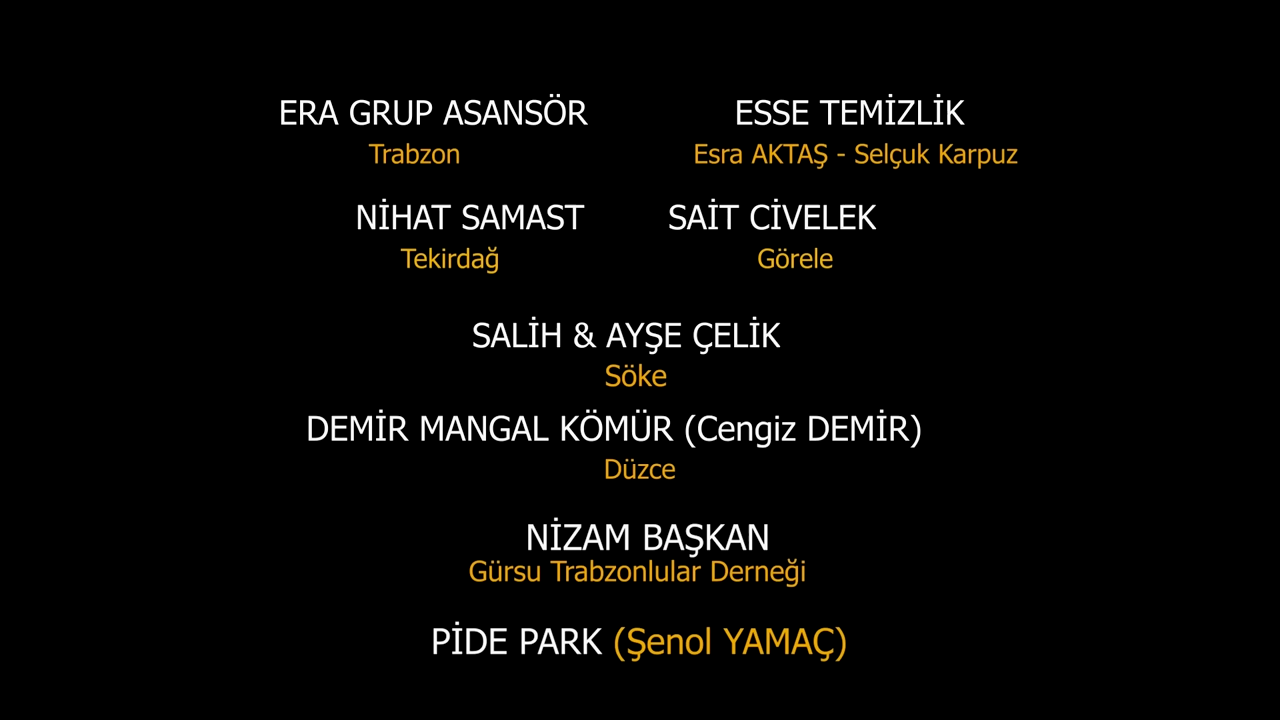 ERA GRUP ASANSÖR
Trabzon
ESSE TEMİZLİK
Esra AKTAŞ - Selçuk Karpuz
NİHAT SAMAST
Tekirdağ
SAİT CİVELEK
Görele
SALİH & AYŞE ÇELİK
Söke
DEMİR MANGAL KÖMÜR (Cengiz DEMİR)
Düzce
NİZAM BAŞKAN
Gürsu Trabzonlular Derneği
PİDE PARK (Şenol YAMAÇ)